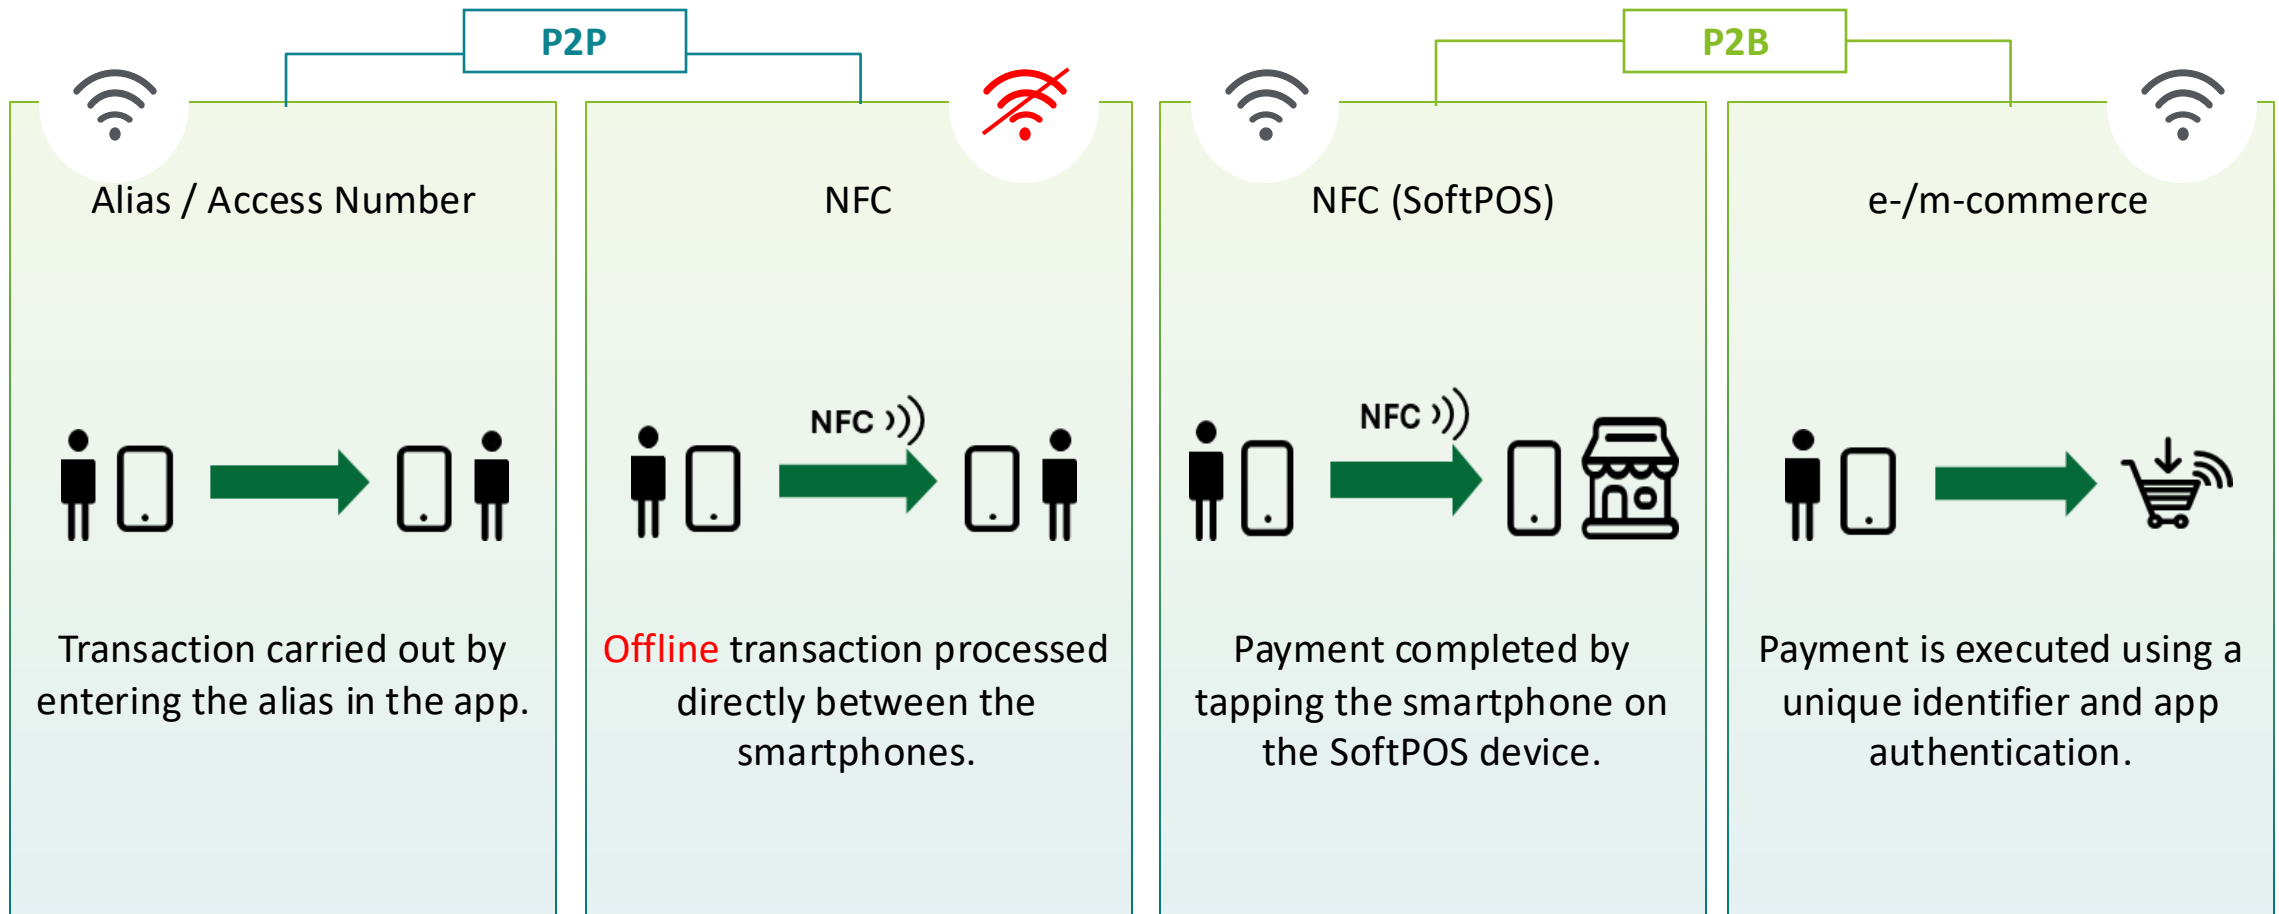 P2P
P2B
Alias / Access Number
NFC
NFC (SoftPOS)
e-/m-commerce
NFC
NFC
Transaction carried out by
entering the alias in the app.
Offline transaction processed
directly between the
smartphones.
Payment completed by
tapping the smartphone on
the SoftPOS device.
Payment is executed using a
unique identifier and app
authentication.